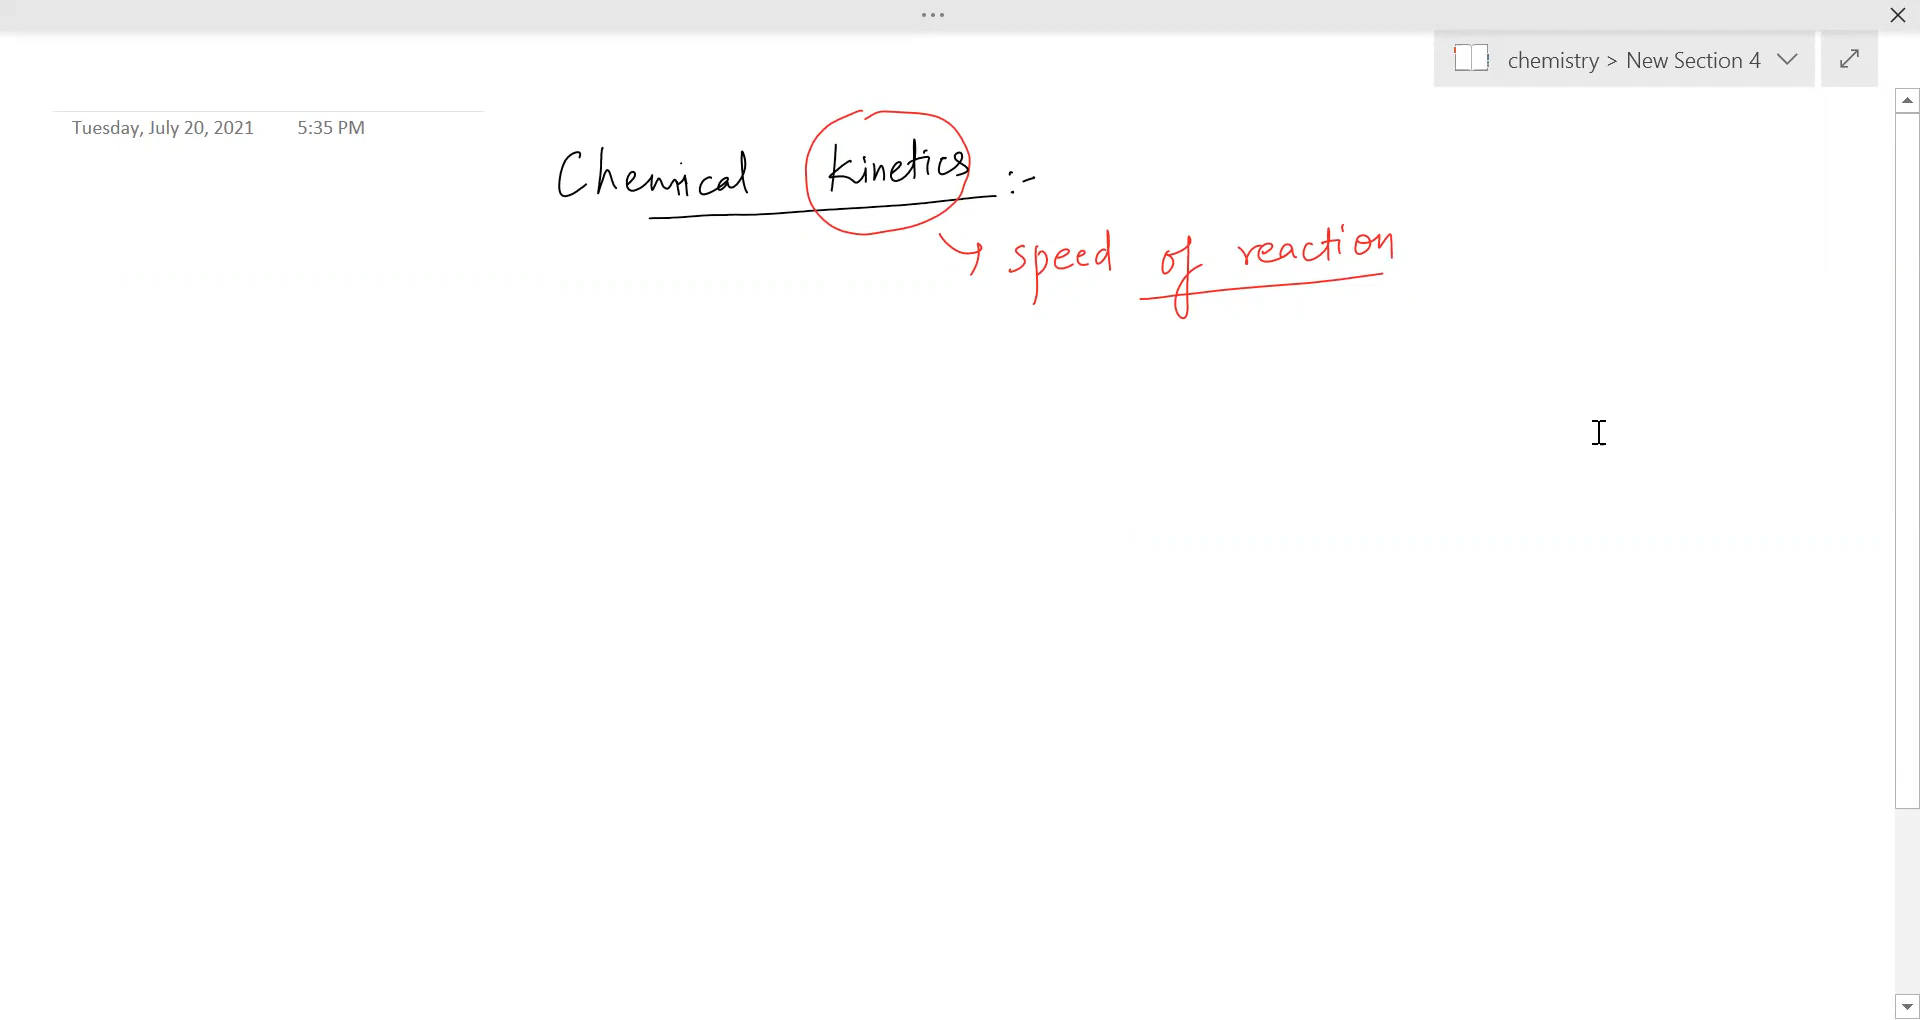 chemistry > New Section 4
Tuesday, July 20, 2021 5:35 PM
Chemical Kinetics :-
speed of reaction